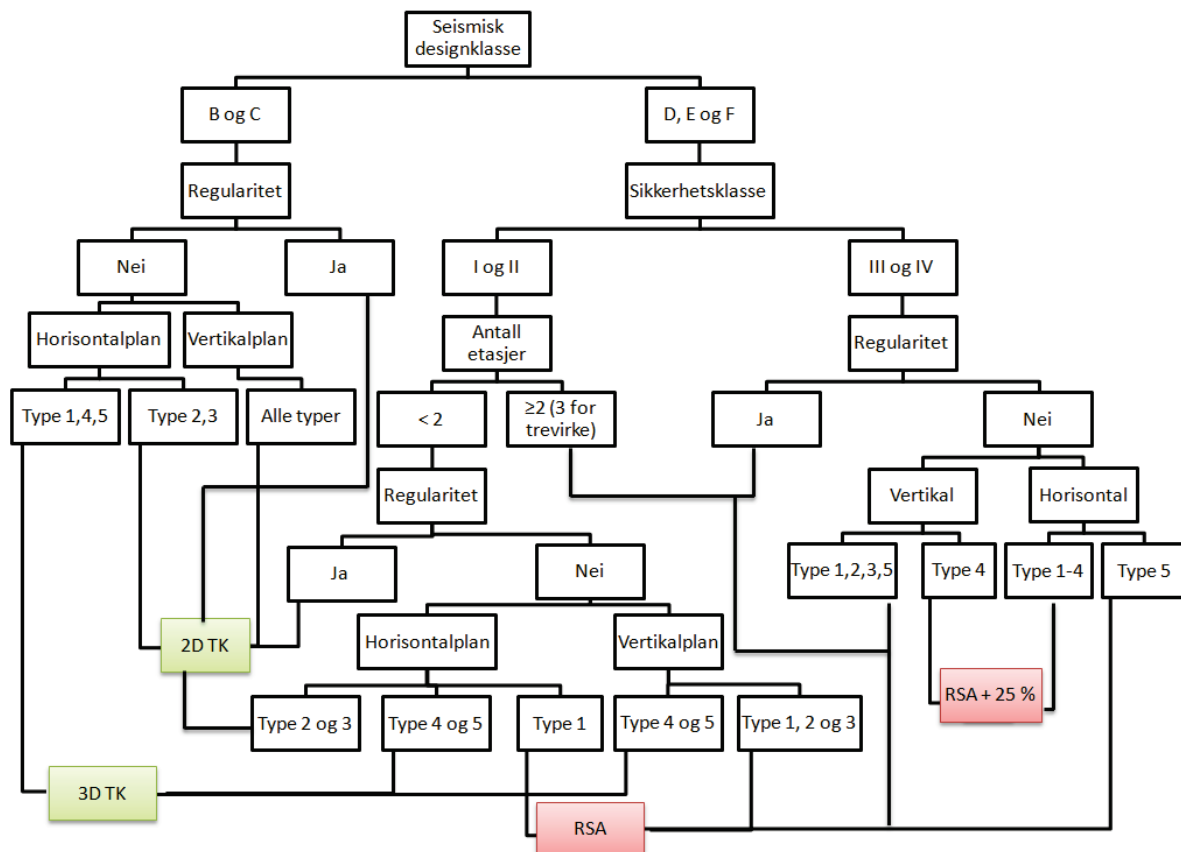 Seismisk
designklasse
B og C
D, E og F
Regularitet
Sikkerhetsklasse
Nei
Ja
I og II
III og IV
Horisontalplan
Vertikalplan
Antall
etasjer
Regularitet
Type 1,4,5
Type 2,3
Alle typer
< 2
≥2 (3 for
trevirke)
Ja
Nei
Regularitet
Vertikal
Horisontal
Ja
Nei
Type 1,2,3,5
Type 4
Type 1-4
Type 5
2D TK
Horisontalplan
Vertikalplan
RSA + 25 %
Type 2 og 3
Type 4 og 5
Type 1
Type 4 og 5
Type 1, 2 og 3
3D TK
RSA